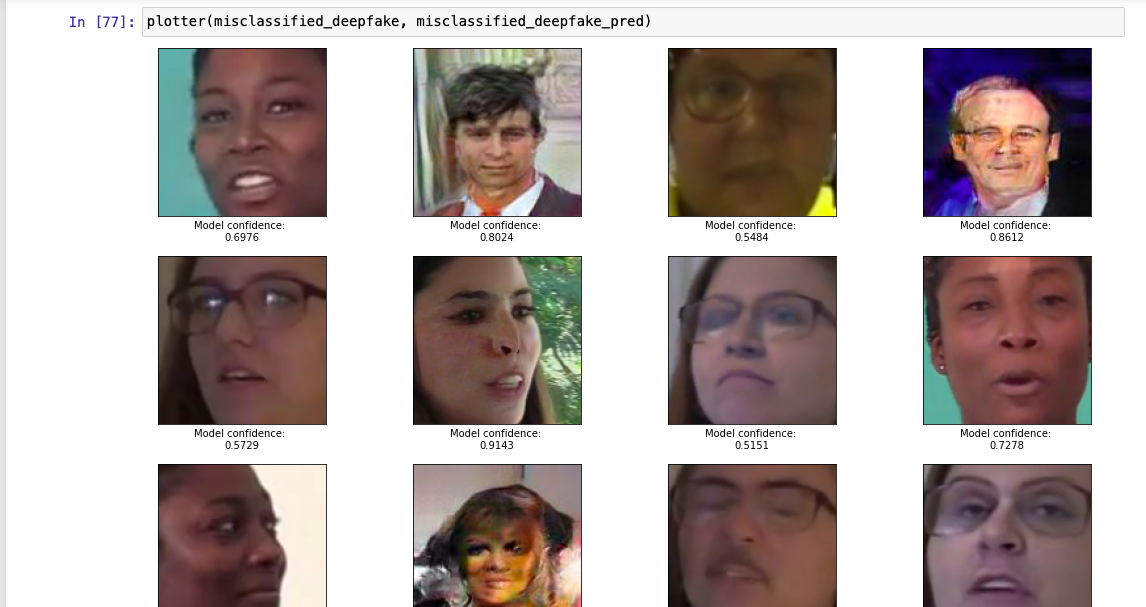 In [77]: plotter(misclassified_deepfake, misclassified_deepfake_pred)
Model confidence:
0.6976
Model confidence:
0.8024
Model confidence:
0.5484
Model confidence:
0.8612
Model confidence:
0.5729
Model confidence:
0.9143
Model confidence:
0.5151
Model confidence:
0.7278